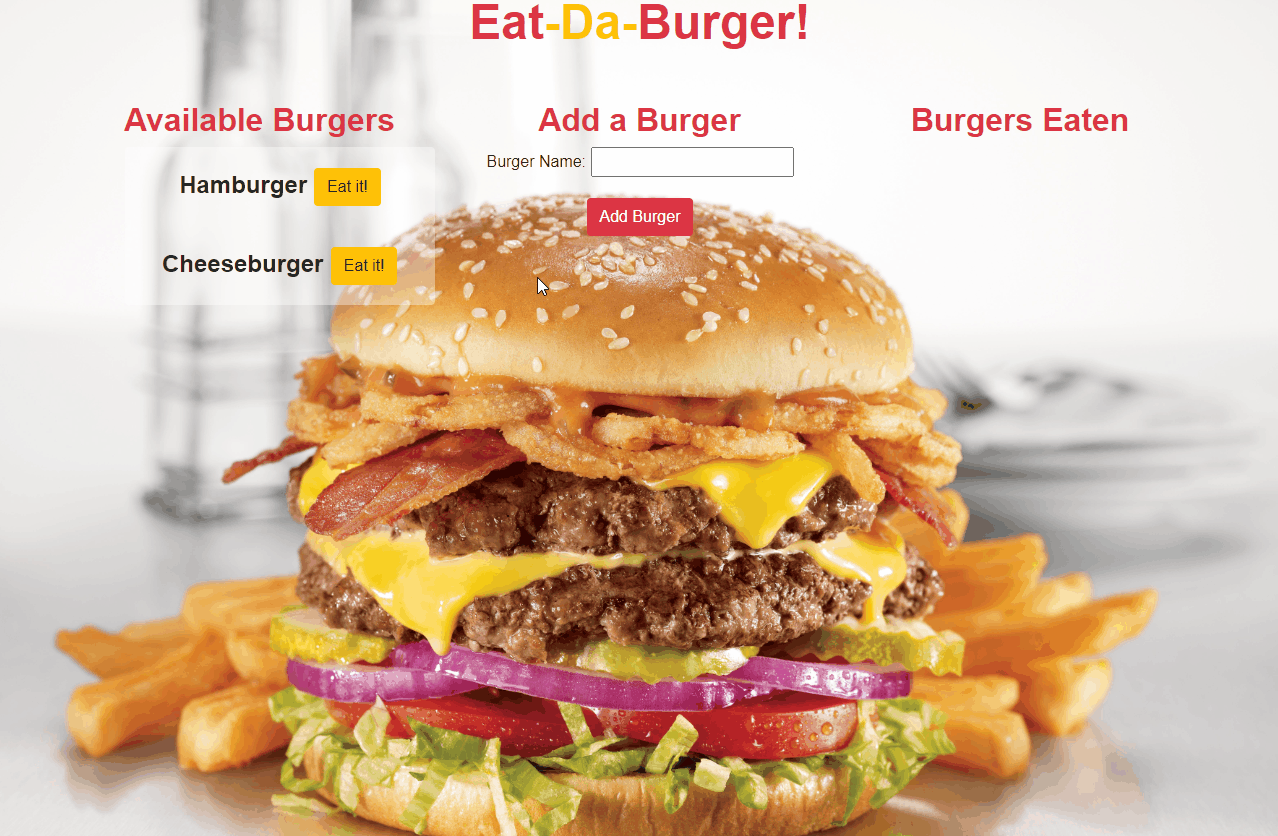 Eat-Da-Burger!
Available Burgers
Hamburger Eat it!
Cheeseburger Eat it!
Add a Burger
Burger Name:
Add Burger
Burgers Eaten